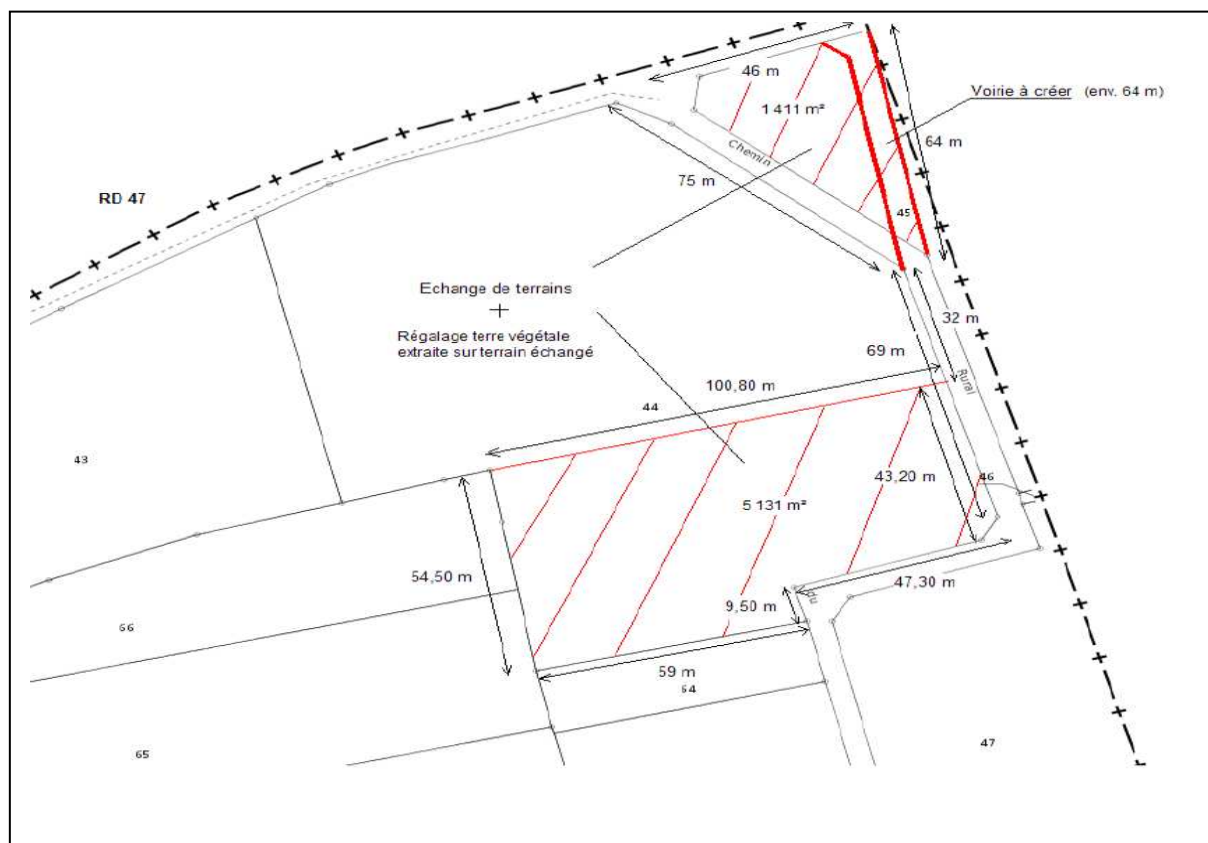 46 m
1 411 m²
Voirie à créer (env. 64 m)
64 m
Chemin
75 m
RD 47
45
Echange de terrains
Régalage terre végétale
extraite sur terrain échangé
32 m
69 m
Rural
100,80 m
44
43
43,20 m
46
5 131 m²
54,50 m
47,30 m
du
9,50 m
66
59 m
64
65
47